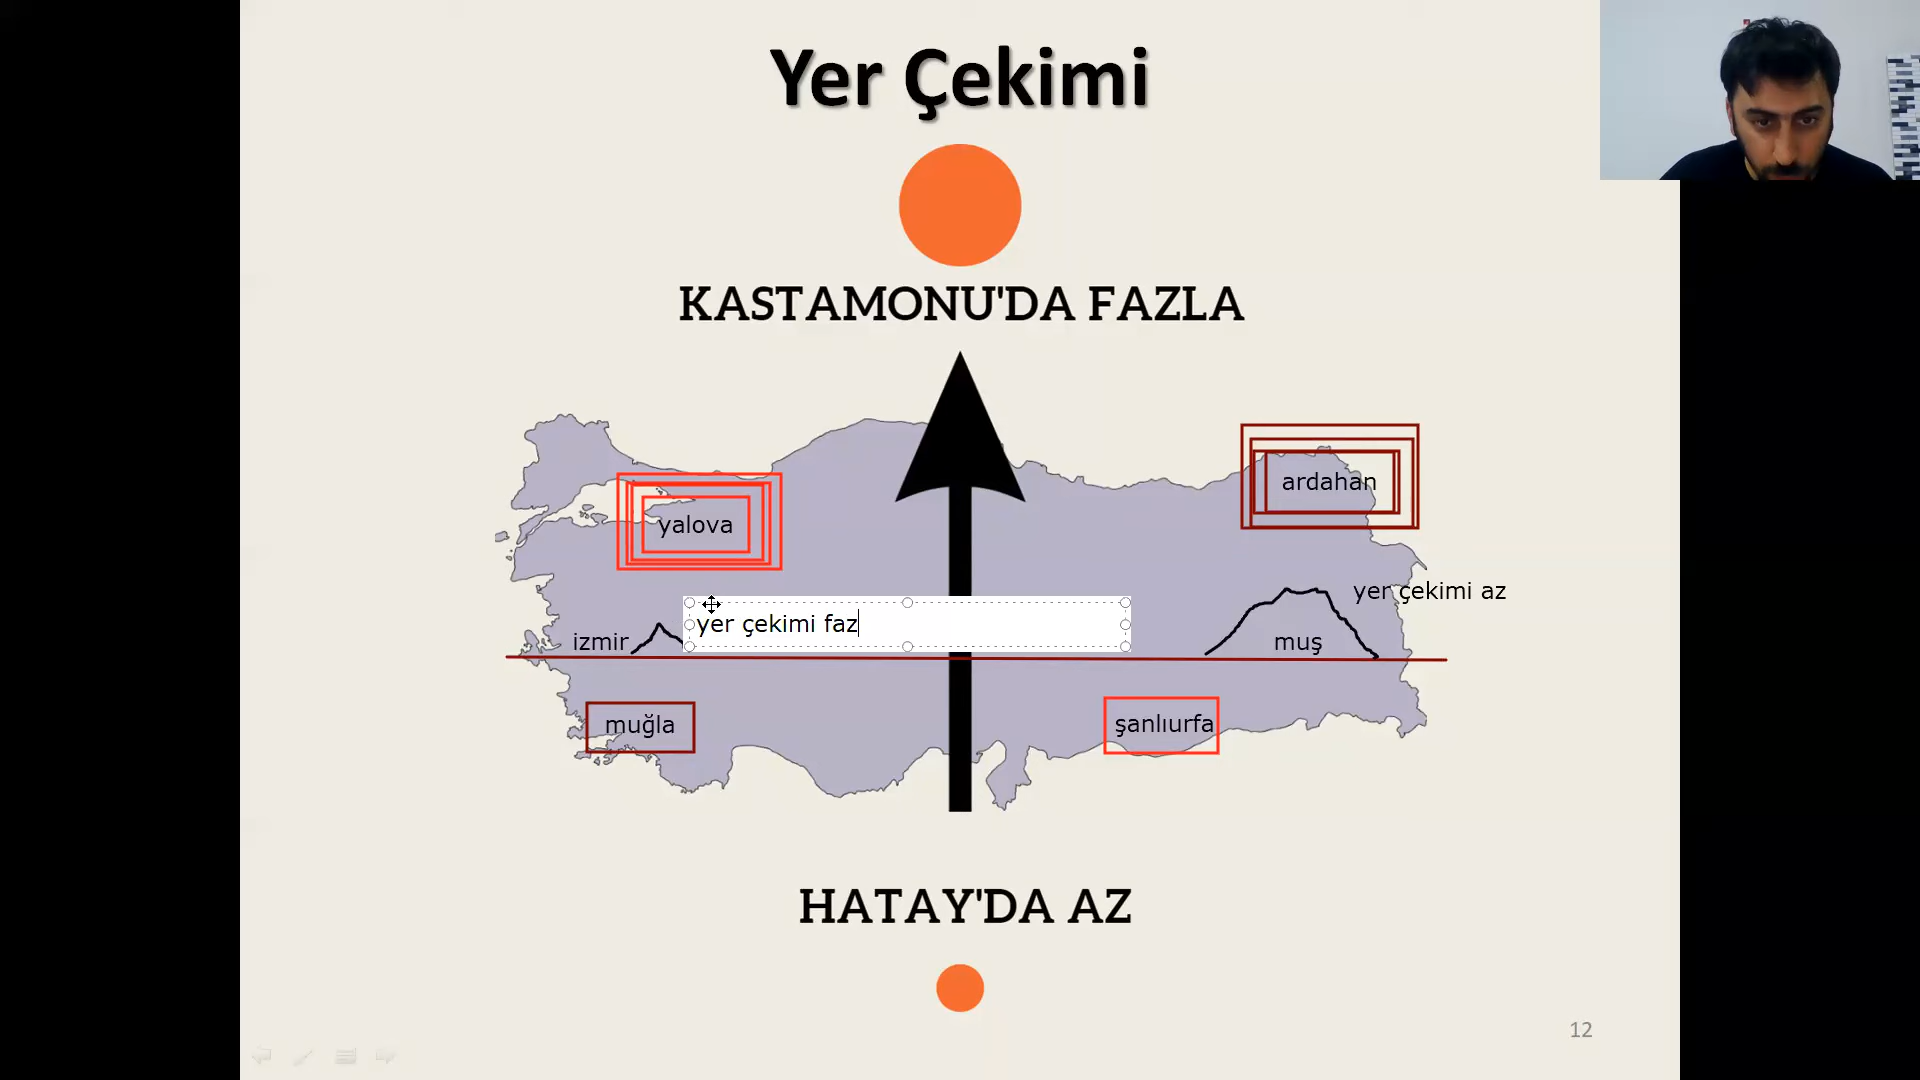 Yer Çekimi
KASTAMONU'DA FAZLA
ardahan
yalova
yer çekimi az
yer çekimi faz
izmir
muş
muğla
şanlıurfa
HATAY'DA AZ
12